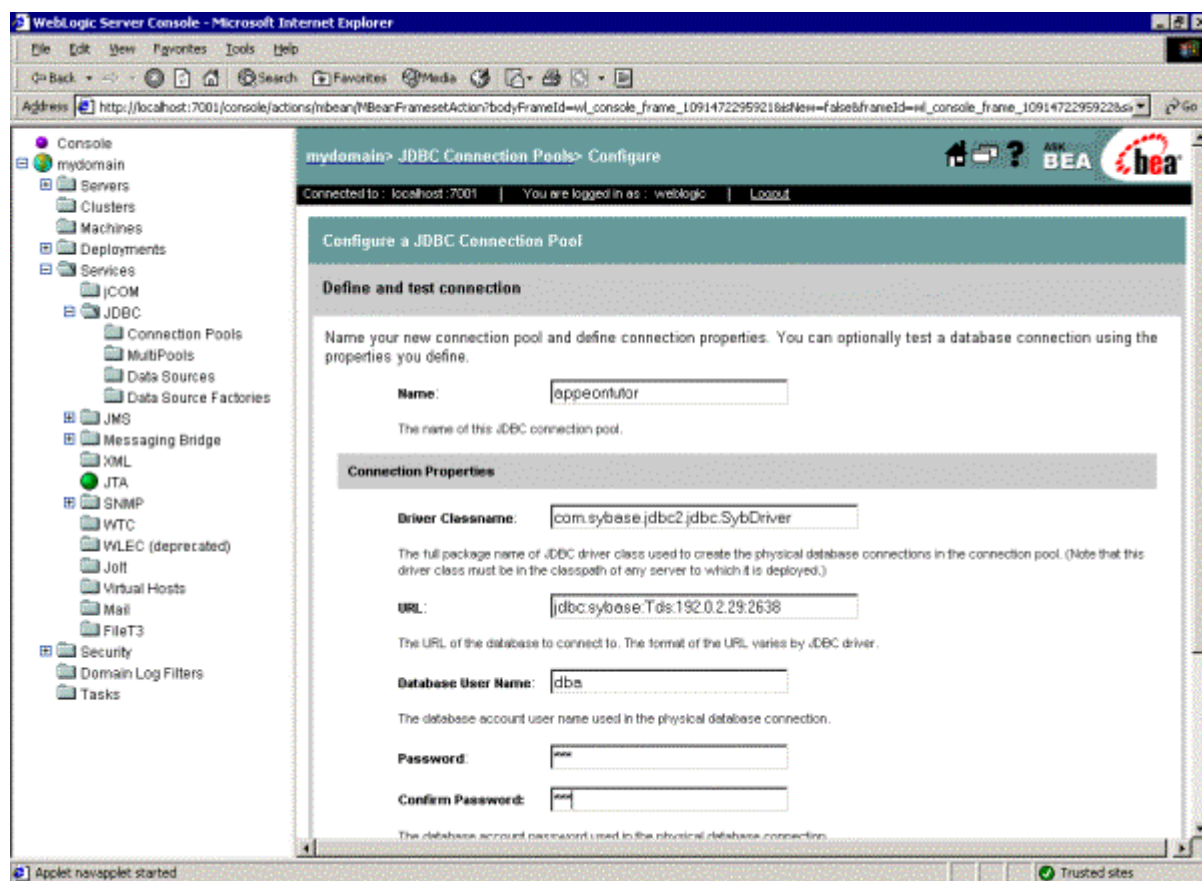 WebLogic Server Console - Microsoft Internet Explorer
File Edit View Favorites Tools Help
Back Search Favorites Media
Address http://localhost:7001/console/actions/mbean/MBeanFramesetAction?bodyFrameId=wl_console_frame_1091472295921&isNew=false&frameId=wl_console_frame_1091472295922&s Go
Console
mydomain
Servers
Clusters
Machines
Deployments
Services
jCOM
JDBC
Connection Pools
MultiPools
Data Sources
Data Source Factories
JMS
Messaging Bridge
XML
JTA
SNMP
WTC
WLEC (deprecated)
Jolt
Virtual Hosts
Mail
FileT3
Security
Domain Log Filters
Tasks
mydomain> JDBC Connection Pools> Configure
? ASK BEA bea
Connected to : localhost :7001 | You are logged in as : weblogic | Logout
Configure a JDBC Connection Pool
Define and test connection
Name your new connection pool and define connection properties. You can optionally test a database connection using the
properties you define.
Name: appeontutor
The name of this JDBC connection pool.
Connection Properties
Driver Classname: com.sybase.jdbc2.jdbc.SybDriver
The full package name of JDBC driver class used to create the physical database connections in the connection pool. (Note that this
driver class must be in the classpath of any server to which it is deployed.)
URL: jdbc:sybase:Tds:192.0.2.29:2638
The URL of the database to connect to. The format of the URL varies by JDBC driver.
Database User Name: dba
The database account user name used in the physical database connection.
Password: ***
Confirm Password: ***
The database account password used in the physical database connection.
Applet navapplet started
Trusted sites